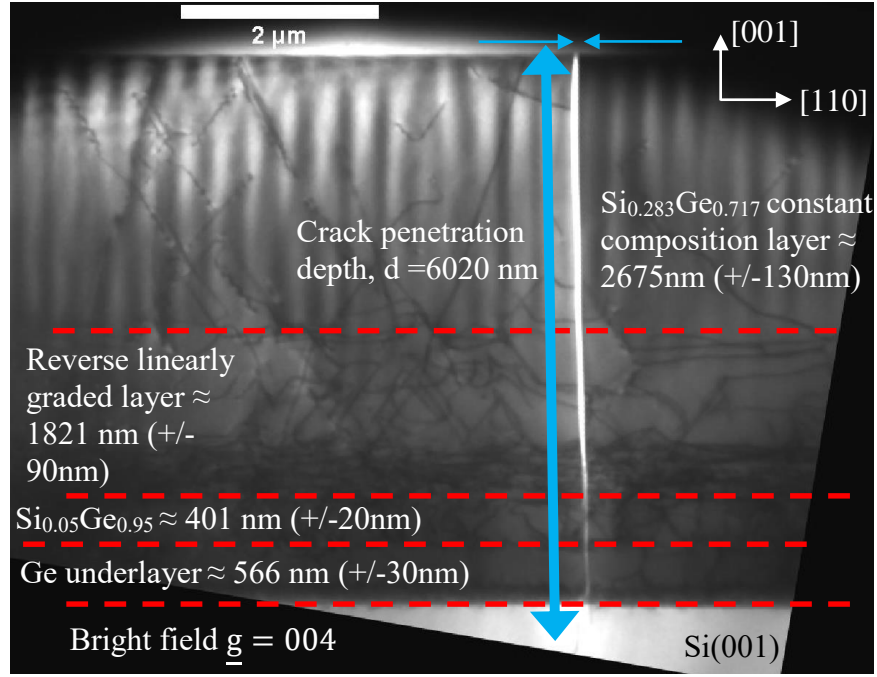 2 µm
[001]
[110]
Crack penetration
depth, d =6020 nm
Si0.283Ge0.717 constant
composition layer ≈
2675nm (+/-130nm)
Reverse linearly
graded layer ≈
1821 nm (+/-
90nm)
Si0.05Ge0.95 ≈ 401 nm (+/-20nm)
Ge underlayer ≈ 566 nm (+/-30nm)
Bright field g = 004
Si(001)